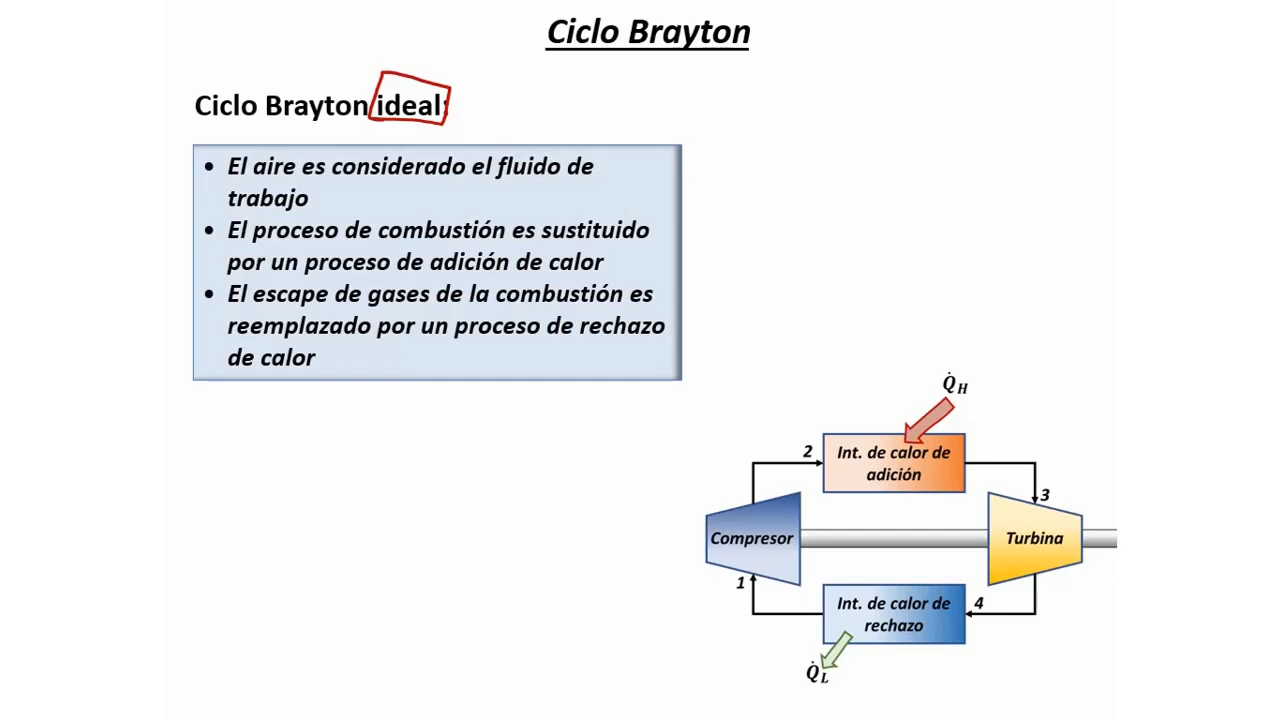 Ciclo Brayton
Ciclo Brayton ideal:
• El aire es considerado el fluido de
trabajo
• El proceso de combustión es sustituido
por un proceso de adición de calor
• El escape de gases de la combustión es
reemplazado por un proceso de rechazo
de calor
Q̇_H
2
Int. de calor de
adición
3
Compresor
Turbina
1
Int. de calor de
rechazo
4
Q̇_L